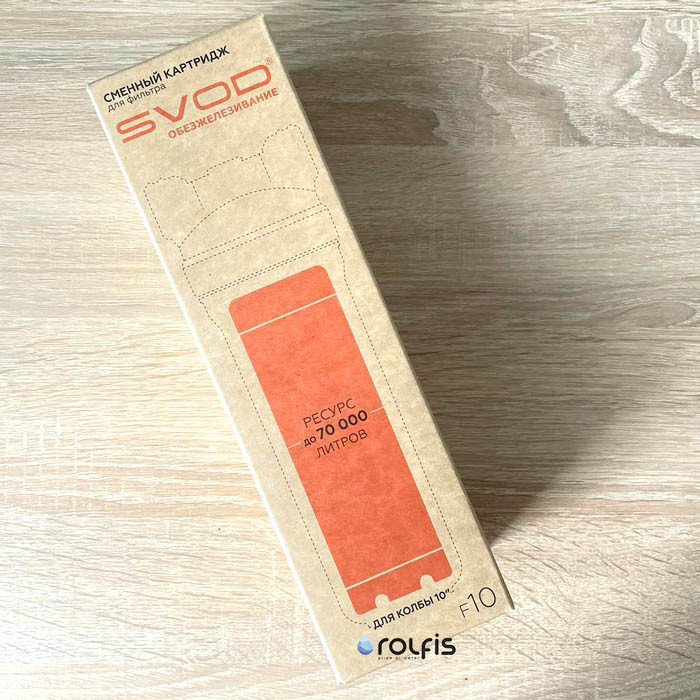 СМЕННЫЙ КАРТРИДЖ
для фильтра
SVOD®
ОБЕЗЖЕЛЕЗИВАНИЕ
РЕСУРС
до 70 000
ЛИТРОВ
ДЛЯ КОЛБЫ 10"
F10
rolfis